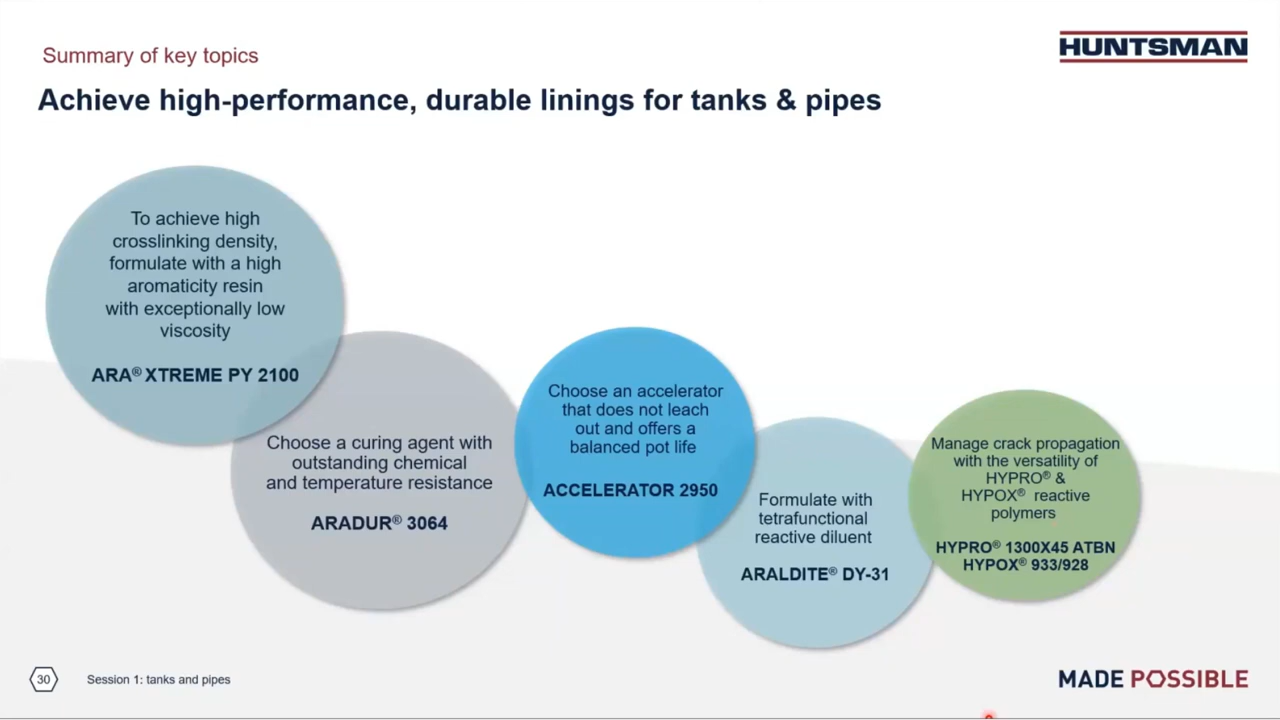 Summary of key topics
HUNTSMAN
Achieve high-performance, durable linings for tanks & pipes
To achieve high
crosslinking density,
formulate with a high
aromaticity resin
with exceptionally low
viscosity
ARA® XTREME PY 2100
Choose a curing agent with
outstanding chemical
and temperature resistance
ARADUR® 3064
Choose an accelerator
that does not leach
out and offers a
balanced pot life
ACCELERATOR 2950
Formulate with
tetrafunctional
reactive diluent
ARALDITE® DY-31
Manage crack propagation
with the versatility of
HYPRO® &
HYPOX® reactive
polymers
HYPRO® 1300X45 ATBN
HYPOX® 933/928
30
Session 1: tanks and pipes
MADE POSSIBLE